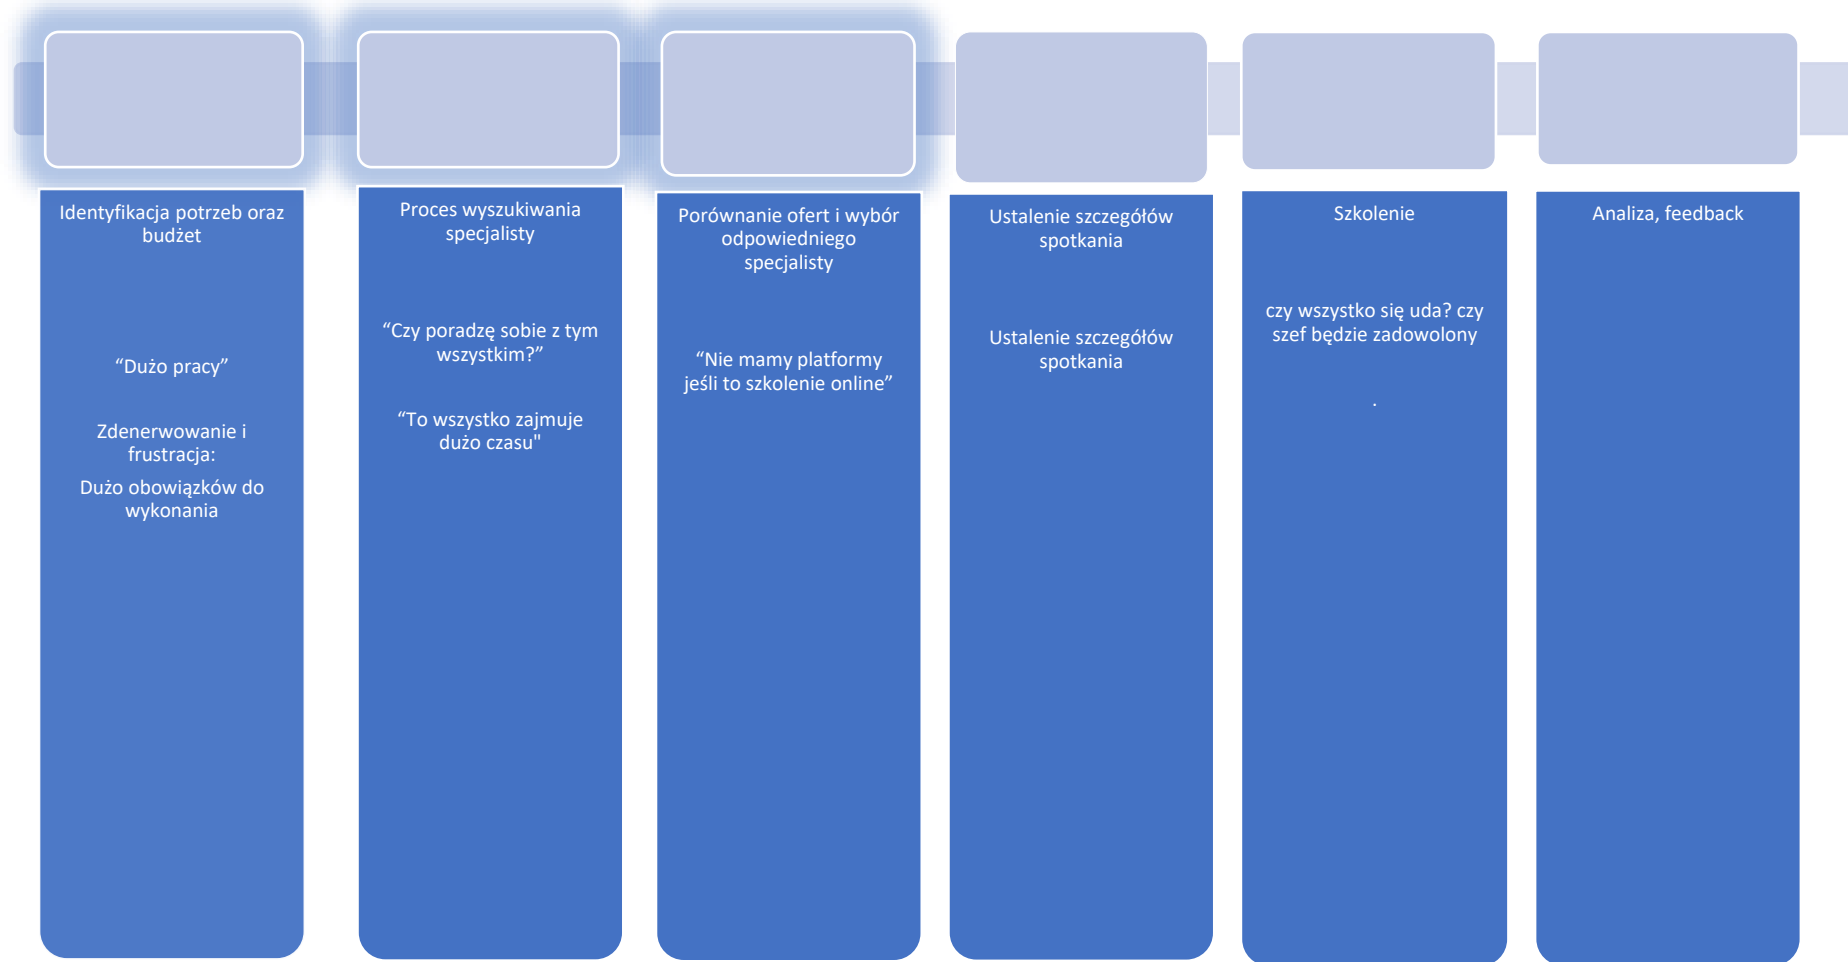 Identyfikacja potrzeb oraz
budżet
“Dużo pracy”
Zdenerwowanie i
frustracja:
Dużo obowiązków do
wykonania
Proces wyszukiwania
specjalisty
“Czy poradzę sobie z tym
wszystkim?”
“To wszystko zajmuje
dużo czasu"
Porównanie ofert i wybór
odpowiedniego
specjalisty
“Nie mamy platformy
jeśli to szkolenie online”
Ustalenie szczegółów
spotkania
Ustalenie szczegółów
spotkania
Szkolenie
czy wszystko się uda? czy
szef będzie zadowolony
.
Analiza, feedback